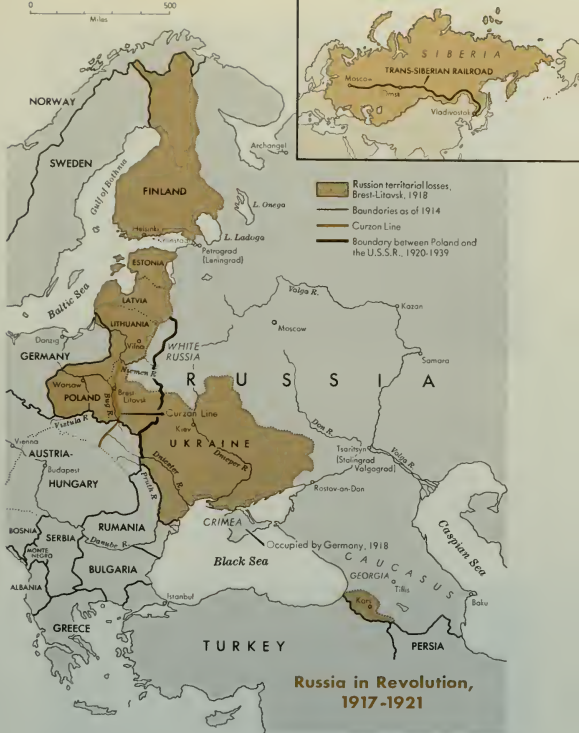 0 500
Miles
SIBERIA
TRANS-SIBERIAN RAILROAD
Moscow
Omsk
Vladivostok
NORWAY
SWEDEN
Gulf of Bothnia
FINLAND
Archangel
L. Onega
L. Ladoga
Helsinki
Petrograd
(Leningrad)
Russian territorial losses,
Brest-Litovsk, 1918
Boundaries as of 1914
Curzon Line
Boundary between Poland and
the U.S.S.R., 1920-1939
Baltic Sea
ESTONIA
LATVIA
LITHUANIA
Vilna
Danzig
GERMANY
WHITE
RUSSIA
Niemen R.
Volga R.
Kazan
Moscow
Samara
RUSSIA
Warsaw
POLAND
Bug R.
Brest-
Litovsk
Curzon Line
Kiev
Vistula R.
UKRAINE
Dnieper R.
Dniester R.
Don R.
Tsaritsyn
(Stalingrad
Volgograd)
Volga R.
Rostov-on-Don
Vienna
AUSTRIA-
Budapest
HUNGARY
Pruth R.
RUMANIA
CRIMEA
Occupied by Germany, 1918
Caspian Sea
BOSNIA
SERBIA
MONTE
NEGRO
Danube R.
BULGARIA
Black Sea
CAUCASUS
GEORGIA
Tiflis
Baku
ALBANIA
Istanbul
Kars
GREECE
TURKEY
PERSIA
Russia in Revolution,
1917-1921